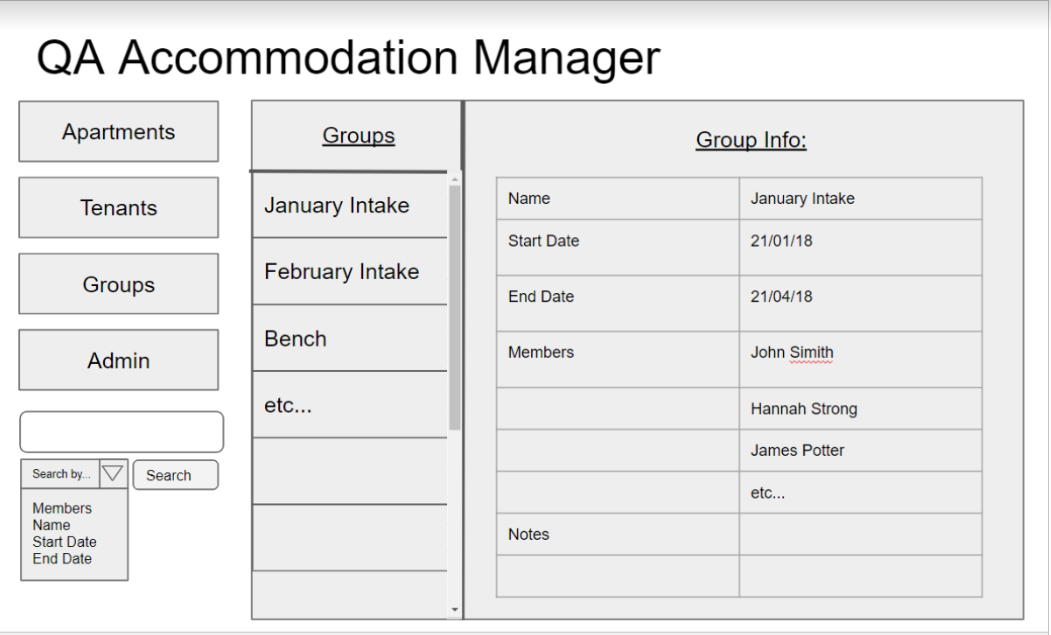 QA Accommodation Manager
Apartments
Tenants
Groups
Admin
Search by...
Search
Members
Name
Start Date
End Date
Groups
January Intake
February Intake
Bench
etc...
Group Info:
Name January Intake
Start Date 21/01/18
End Date 21/04/18
Members John Simith
Hannah Strong
James Potter
etc...
Notes